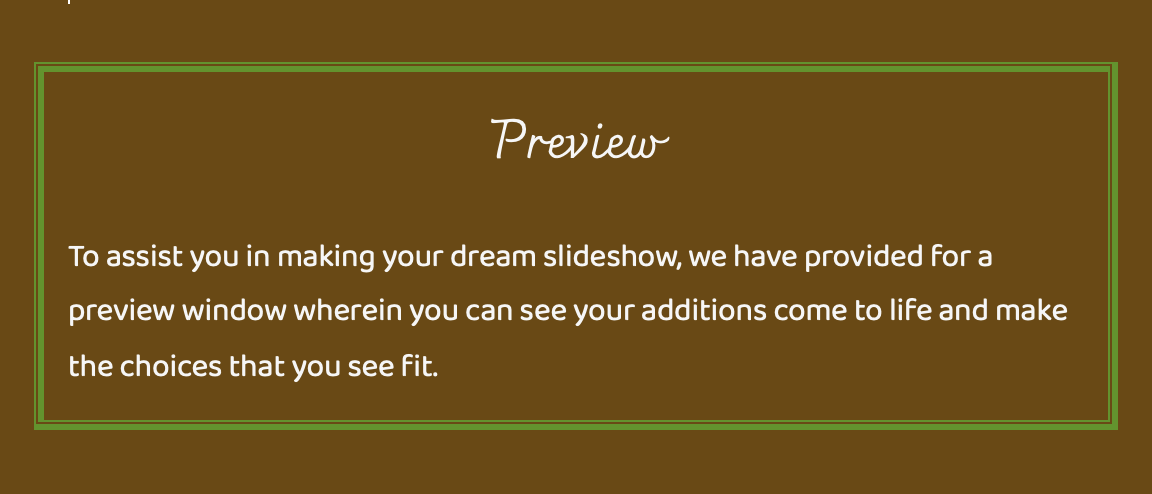 Preview
To assist you in making your dream slideshow, we have provided for a
preview window wherein you can see your additions come to life and make
the choices that you see fit.